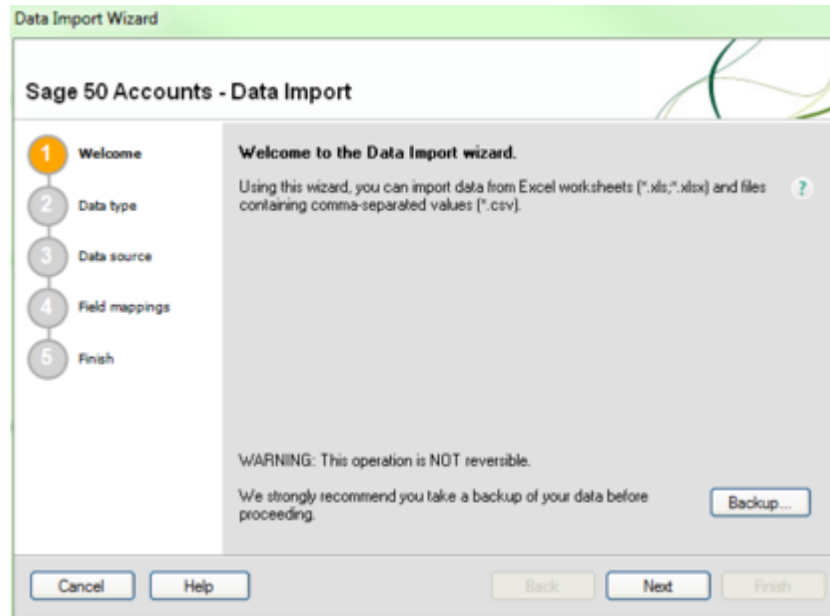 Data Import Wizard
Sage 50 Accounts - Data Import
1 Welcome
2 Data type
3 Data source
4 Field mappings
5 Finish
Welcome to the Data Import wizard.
Using this wizard, you can import data from Excel worksheets (*.xls;*.xlsx) and files
containing comma-separated values (*.csv).
?
WARNING: This operation is NOT reversible.
We strongly recommend you take a backup of your data before
proceeding.
Backup...
Cancel Help Back Next Finish